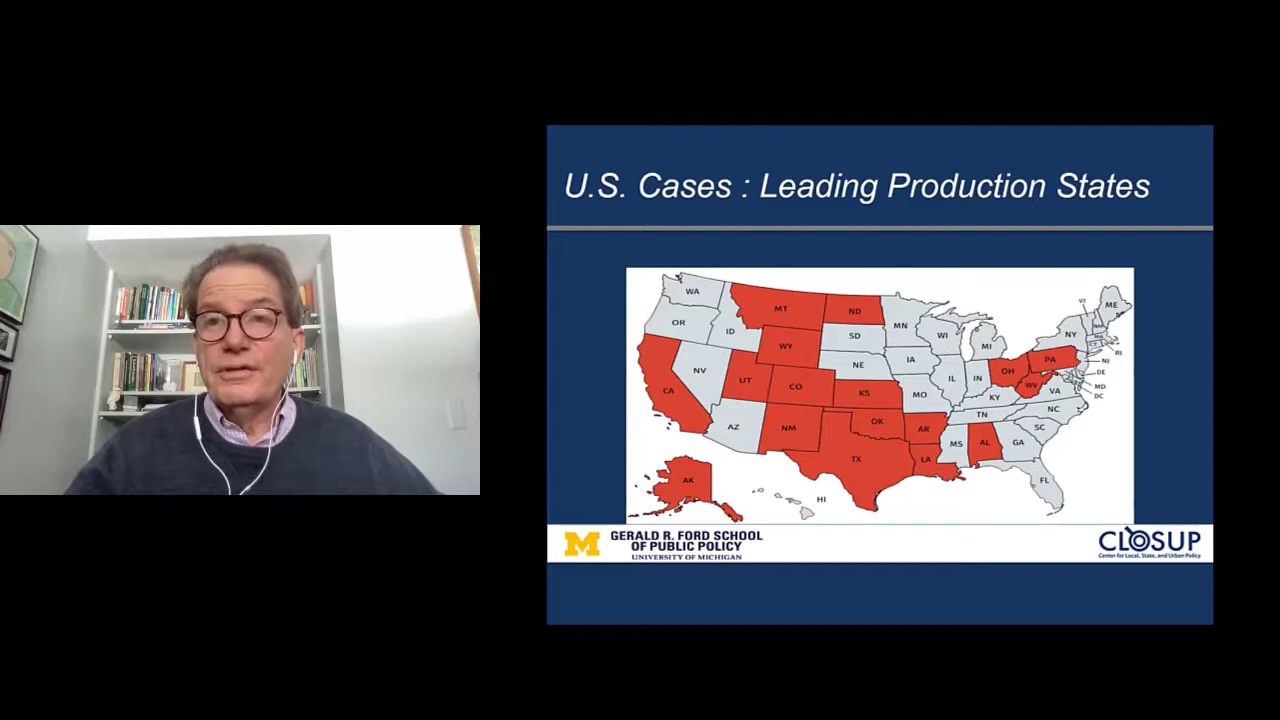 U.S. Cases : Leading Production States
WA
OR
ID
MT
ND
MN
WI
MI
VT
ME
NH
NY
MA
CT
RI
SD
WY
NV
UT
CA
CO
NE
IA
IL
IN
OH
PA
NJ
DE
MD
DC
WV
VA
KY
KS
MO
NC
TN
SC
AZ
NM
OK
AR
MS
AL
GA
TX
LA
FL
AK
HI
M
GERALD R. FORD SCHOOL
OF PUBLIC POLICY
UNIVERSITY OF MICHIGAN
CLOSUP
Center for Local, State, and Urban Policy